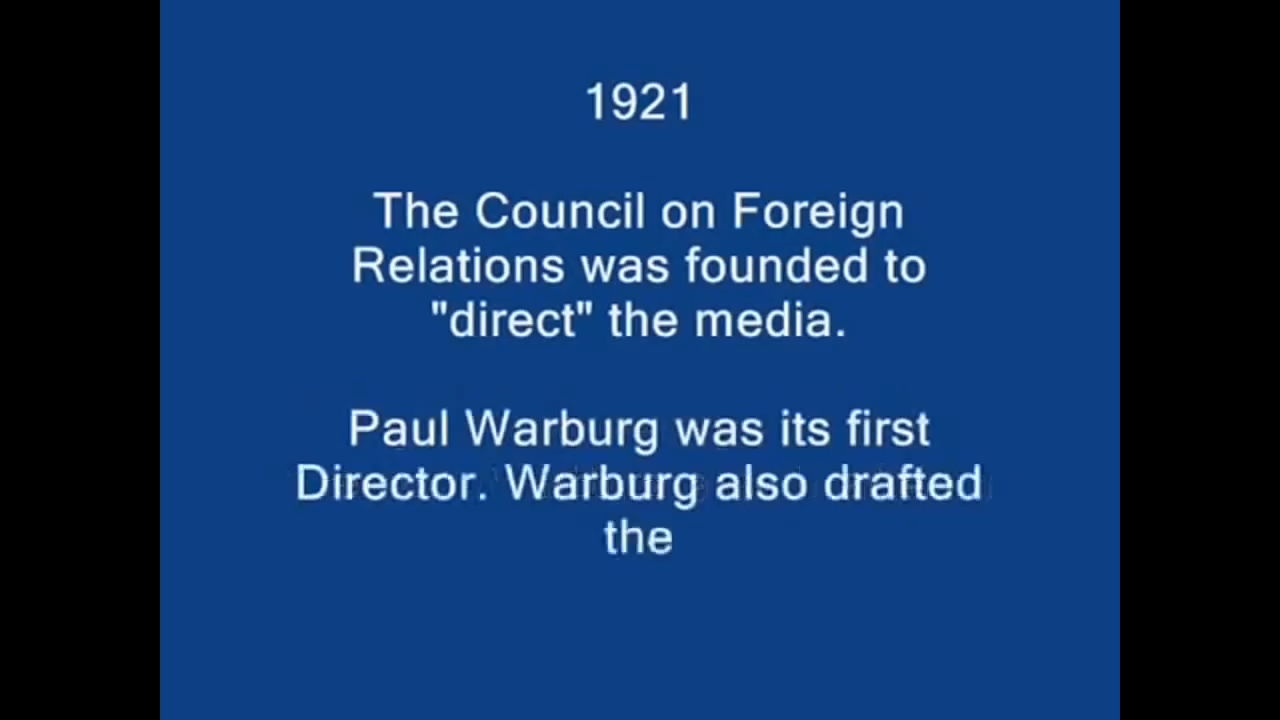 1921
The Council on Foreign
Relations was founded to
"direct" the media.
Paul Warburg was its first
Director. Warburg also drafted
the